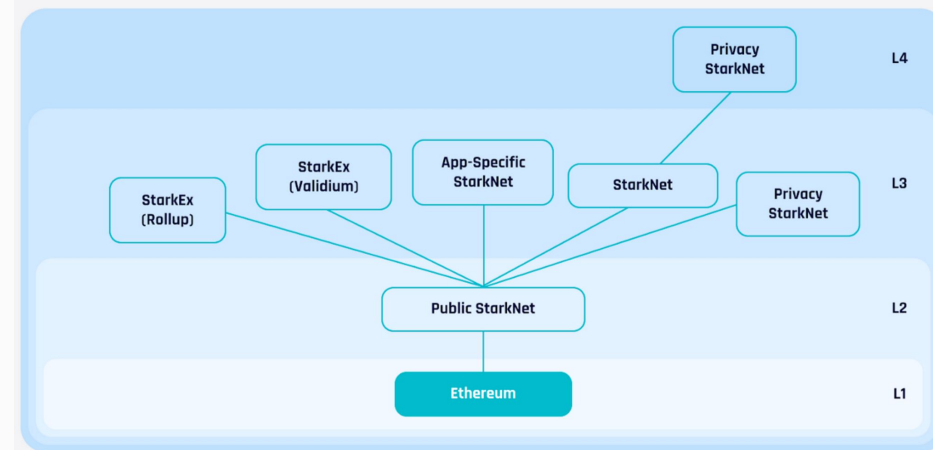 Privacy
StarkNet
L4
StarkEx
(Rollup)
StarkEx
(Validium)
App-Specific
StarkNet
StarkNet
Privacy
StarkNet
L3
Public StarkNet
L2
Ethereum
L1